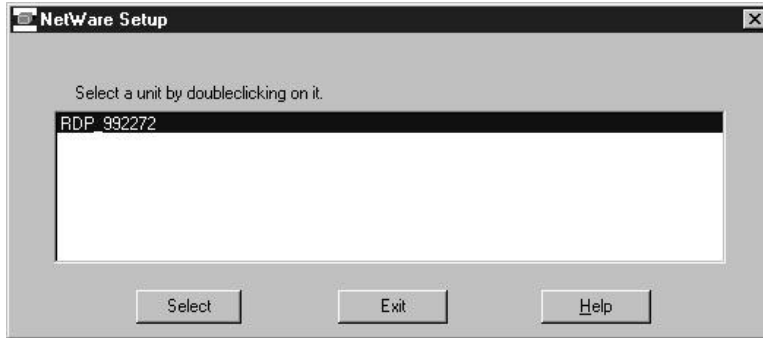 NetWare Setup
Select a unit by doubleclicking on it.
RDP_992272
Select Exit Help